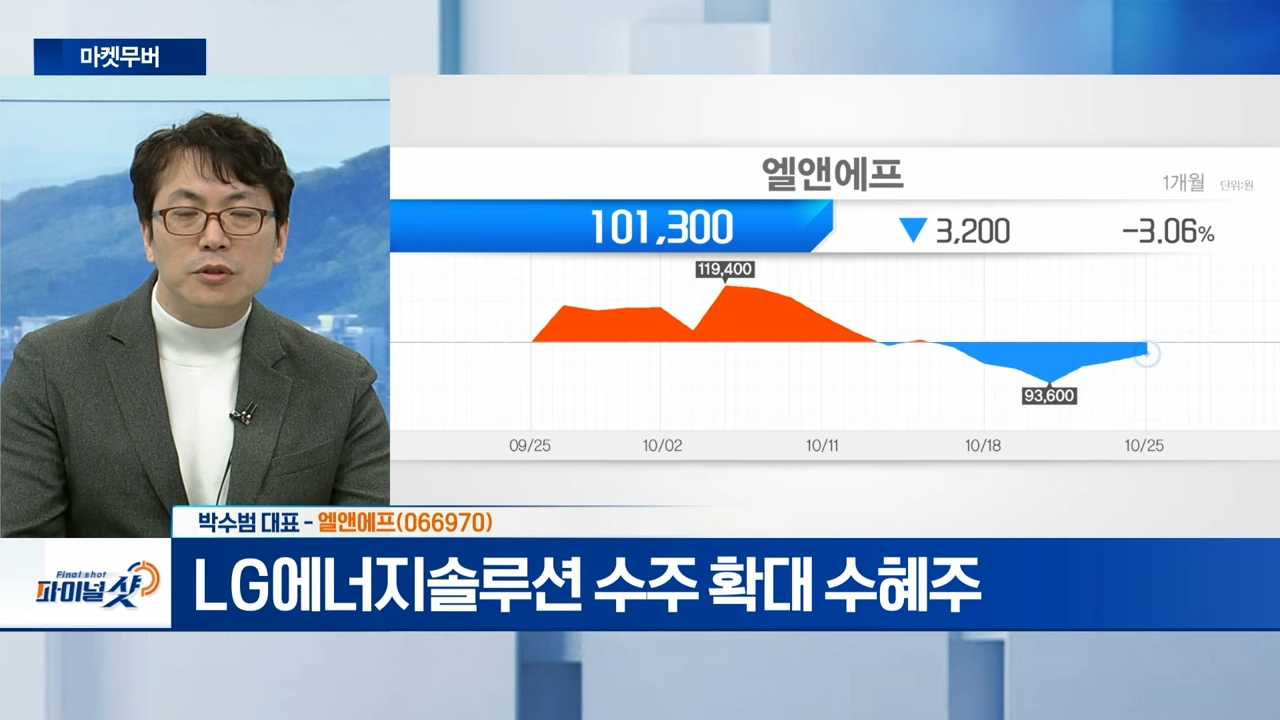 마켓무버
엘앤에프
1개월 단위:원
101,300 ▼3,200 -3.06%
119,400
93,600
09/25 10/02 10/11 10/18 10/25
박수범 대표 - 엘앤에프(066970)
Final shot
파이널샷
LG에너지솔루션 수주 확대 수혜주